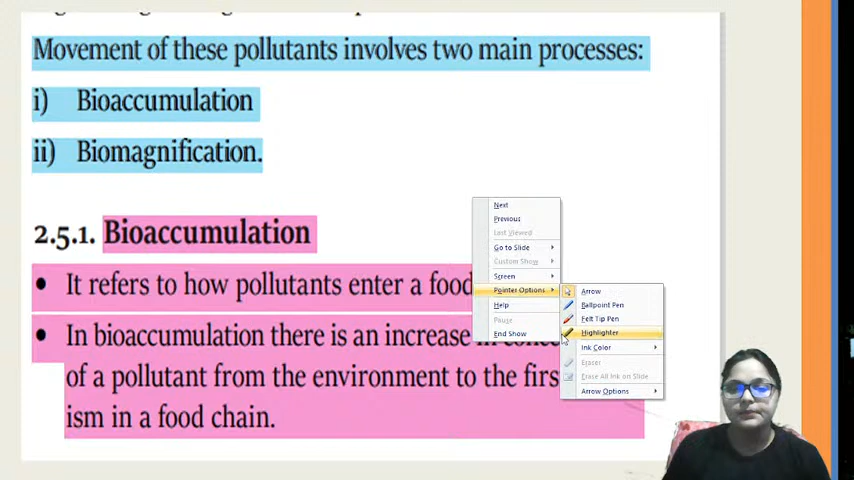 Movement of these pollutants involves two main processes:
i) Bioaccumulation
ii) Biomagnification.
2.5.1. Bioaccumulation
• It refers to how pollutants enter a food
• In bioaccumulation there is an increase in
of a pollutant from the environment to the firs
ism in a food chain.
Next
Previous
Last Viewed
Go to Slide
Custom Show
Screen
Pointer Options
Help
Pause
End Show
Arrow
Ballpoint Pen
Felt Tip Pen
Highlighter
Ink Color
Eraser
Erase All Ink on Slide
Arrow Options